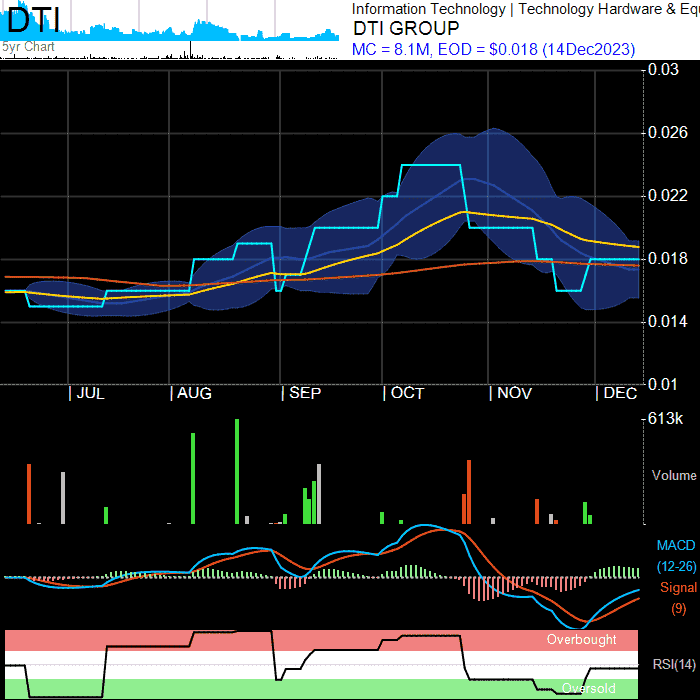 DTI
5yr Chart
Information Technology | Technology Hardware & Equ
DTI GROUP
MC = 8.1M, EOD = $0.018 (14Dec2023)
0.03
0.026
0.022
0.018
0.014
0.01
JUL
AUG
SEP
OCT
NOV
DEC
613k
Volume
MACD
(12-26)
Signal
(9)
Overbought
RSI(14)
Oversold